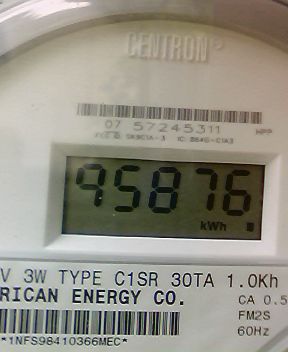 CENTRON®
07 57245311
HPP
95876
kWh
V 3W TYPE C1SR 30TA 1.0Kh
RICAN ENERGY CO.
CA 0.5
FM2S
60Hz
*1NFS98410366MEC*